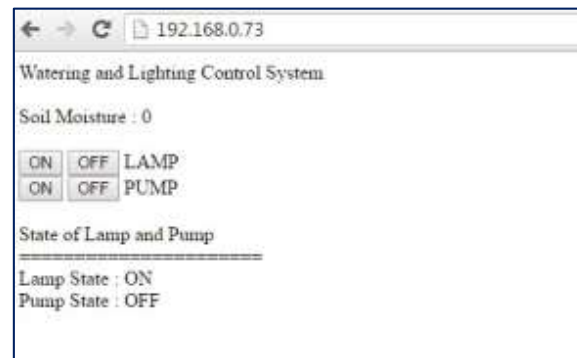 192.168.0.73
Watering and Lighting Control System
Soil Moisture : 0
ON OFF LAMP
ON OFF PUMP
State of Lamp and Pump
======================
Lamp State : ON
Pump State : OFF